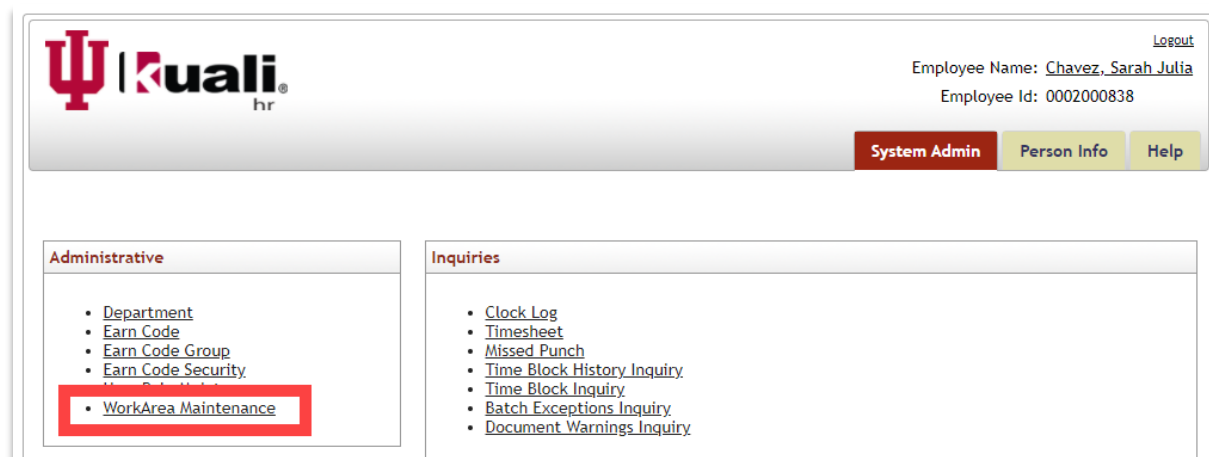 Kuali®
hr
Logout
Employee Name: Chavez, Sarah Julia
Employee Id: 0002000838
System Admin
Person Info
Help
Administrative
• Department
• Earn Code
• Earn Code Group
• Earn Code Security
• WorkArea Maintenance
Inquiries
• Clock Log
• Timesheet
• Missed Punch
• Time Block History Inquiry
• Time Block Inquiry
• Batch Exceptions Inquiry
• Document Warnings Inquiry